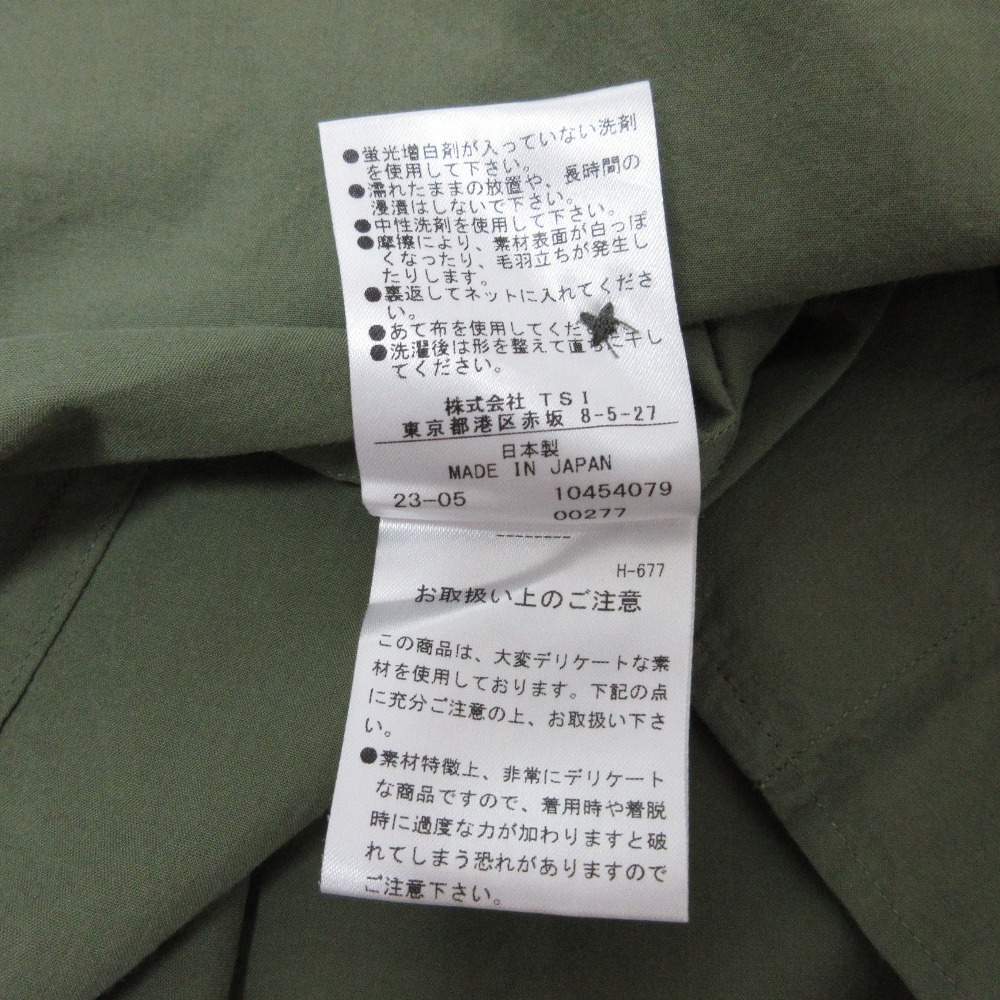 ●蛍光増白剤が入っていない洗剤
を使用して下さい。
●濡れたままの放置や、長時間の
浸漬はしないで下さい。
●中性洗剤を使用して下さい。
●摩擦により、素材表面が白っぽ
くなったり、毛羽立ちが発生し
たりします。
●裏返してネットに入れてくださ
い。
●あて布を使用してくだ
●洗濯後は形を整えて直ちに干し
てください。
株式会社 TSI
東京都港区赤坂 8-5-27
日本製
MADE IN JAPAN
23-05 10454079
00277
--------
H-677
お取扱い上のご注意
この商品は、大変デリケートな素
材を使用しております。下記の点
に充分ご注意の上、お取扱い下さ
い。
●素材特徴上、非常にデリケート
な商品ですので、着用時や着脱
時に過度な力が加わりますと破
れてしまう恐れがありますので
ご注意下さい。